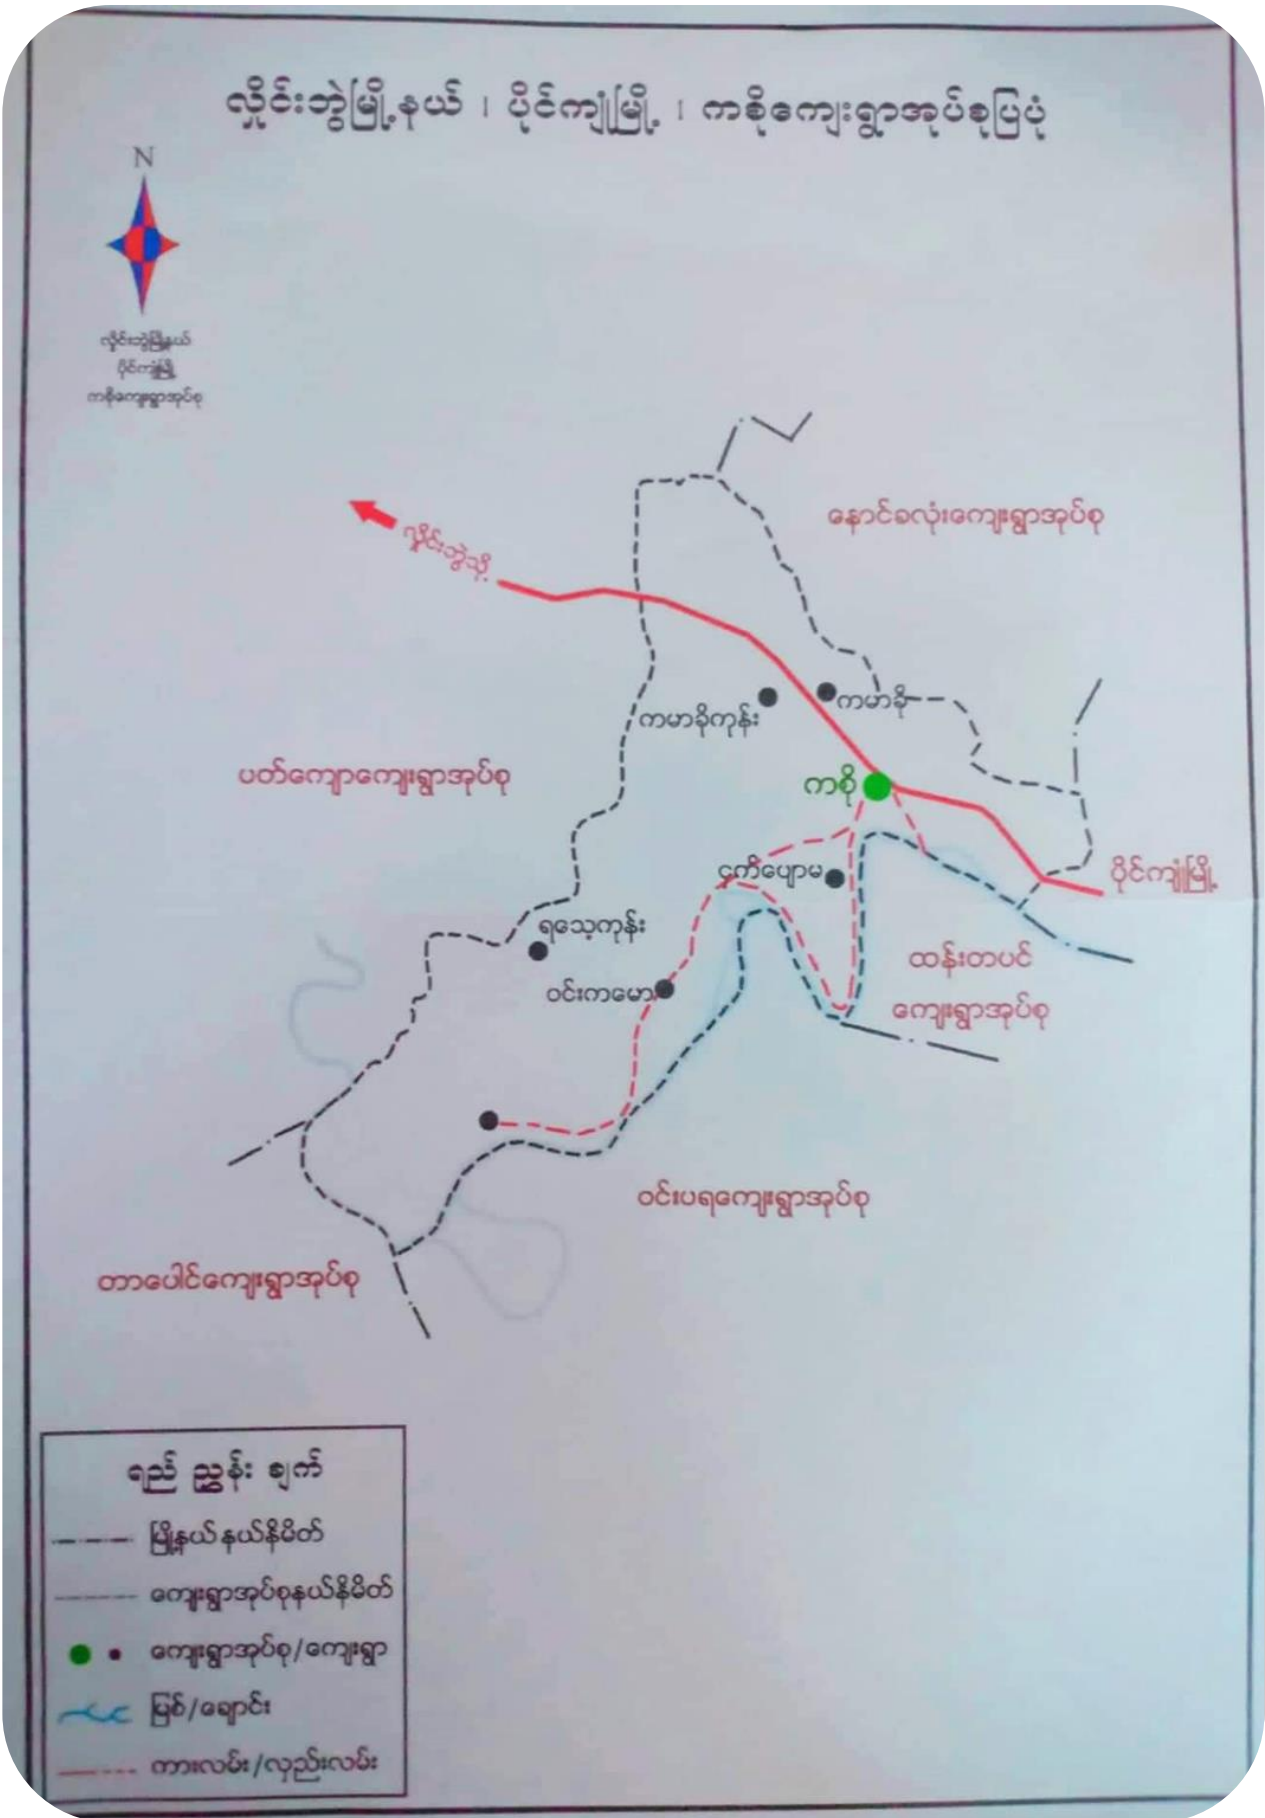 လှိုင်းဘွဲမြို့နယ် ၊ ပိုင်ကျုံမြို့ ၊ ကစိုကျေးရွာအုပ်စုပြပုံ
N
လှိုင်းဘွဲမြို့နယ်
ပိုင်ကျုံမြို့
ကစိုကျေးရွာအုပ်စု
နောင်ခလုံးကျေးရွာအုပ်စု
လှိုင်းဘွဲသို့
ကမာခို
ကမာခိုကုန်း
ပတ်ကျောကျေးရွာအုပ်စု
ကစို
ငှက်ပျောမ
ပိုင်ကျုံမြို့
ရသေ့ကုန်း
ထန်းတပင်
ကျေးရွာအုပ်စု
ဝင်းကမော
ဝင်းပရကျေးရွာအုပ်စု
တာပေါင်ကျေးရွာအုပ်စု
ရည် ညွှန်း ချက်
မြို့နယ်နယ်နိမိတ်
ကျေးရွာအုပ်စုနယ်နိမိတ်
ကျေးရွာအုပ်စု/ကျေးရွာ
မြစ်/ချောင်း
ကားလမ်း/လှည်းလမ်း